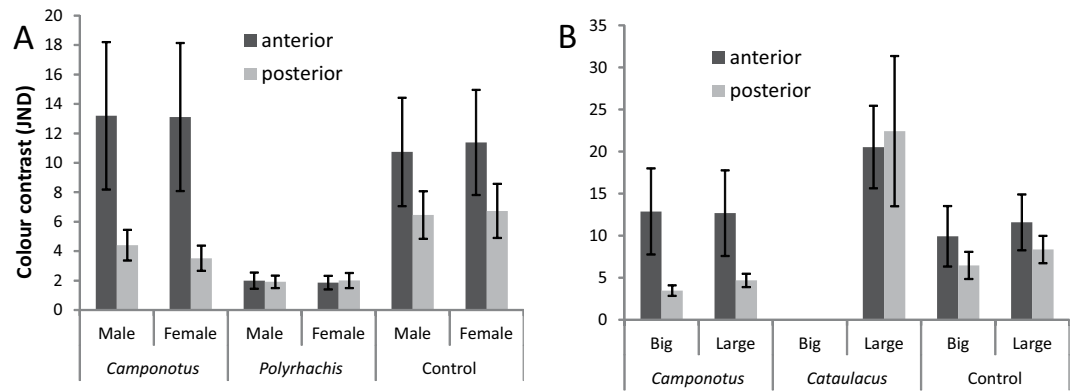 A
Colour contrast (JND)
20
18
16
14
12
10
8
6
4
2
0
anterior
posterior
Male Female Male Female Male Female
Camponotus Polyrhachis Control
B
35
30
25
20
15
10
5
0
anterior
posterior
Big Large Big Large Big Large
Camponotus Cataulacus Control